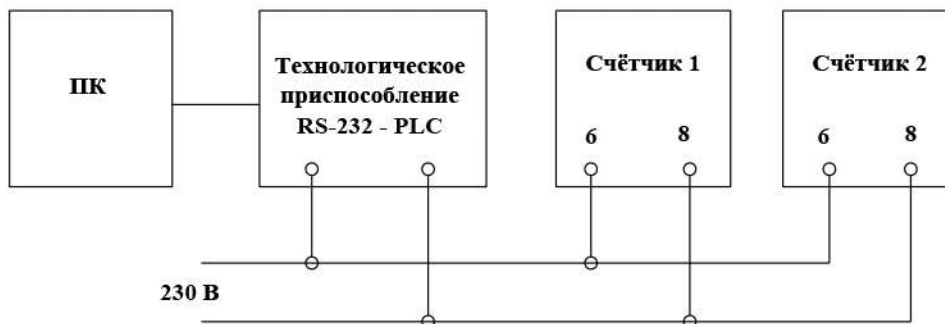 ПК
Технологическое
приспособление
RS-232 - PLC
Счётчик 1
6 8
Счётчик 2
6 8
230 В